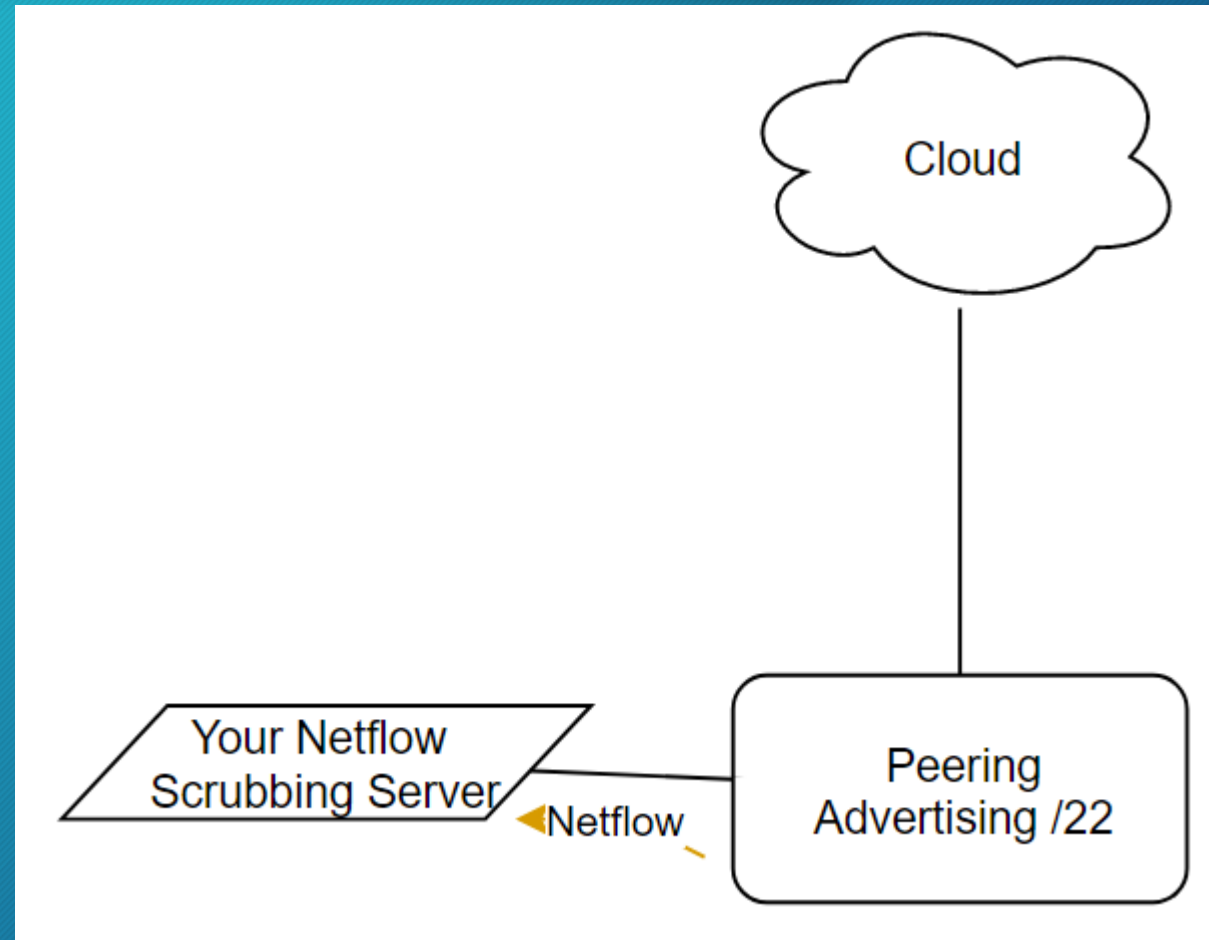 Cloud
Your Netflow
Scrubbing Server
Netflow
Peering
Advertising /22